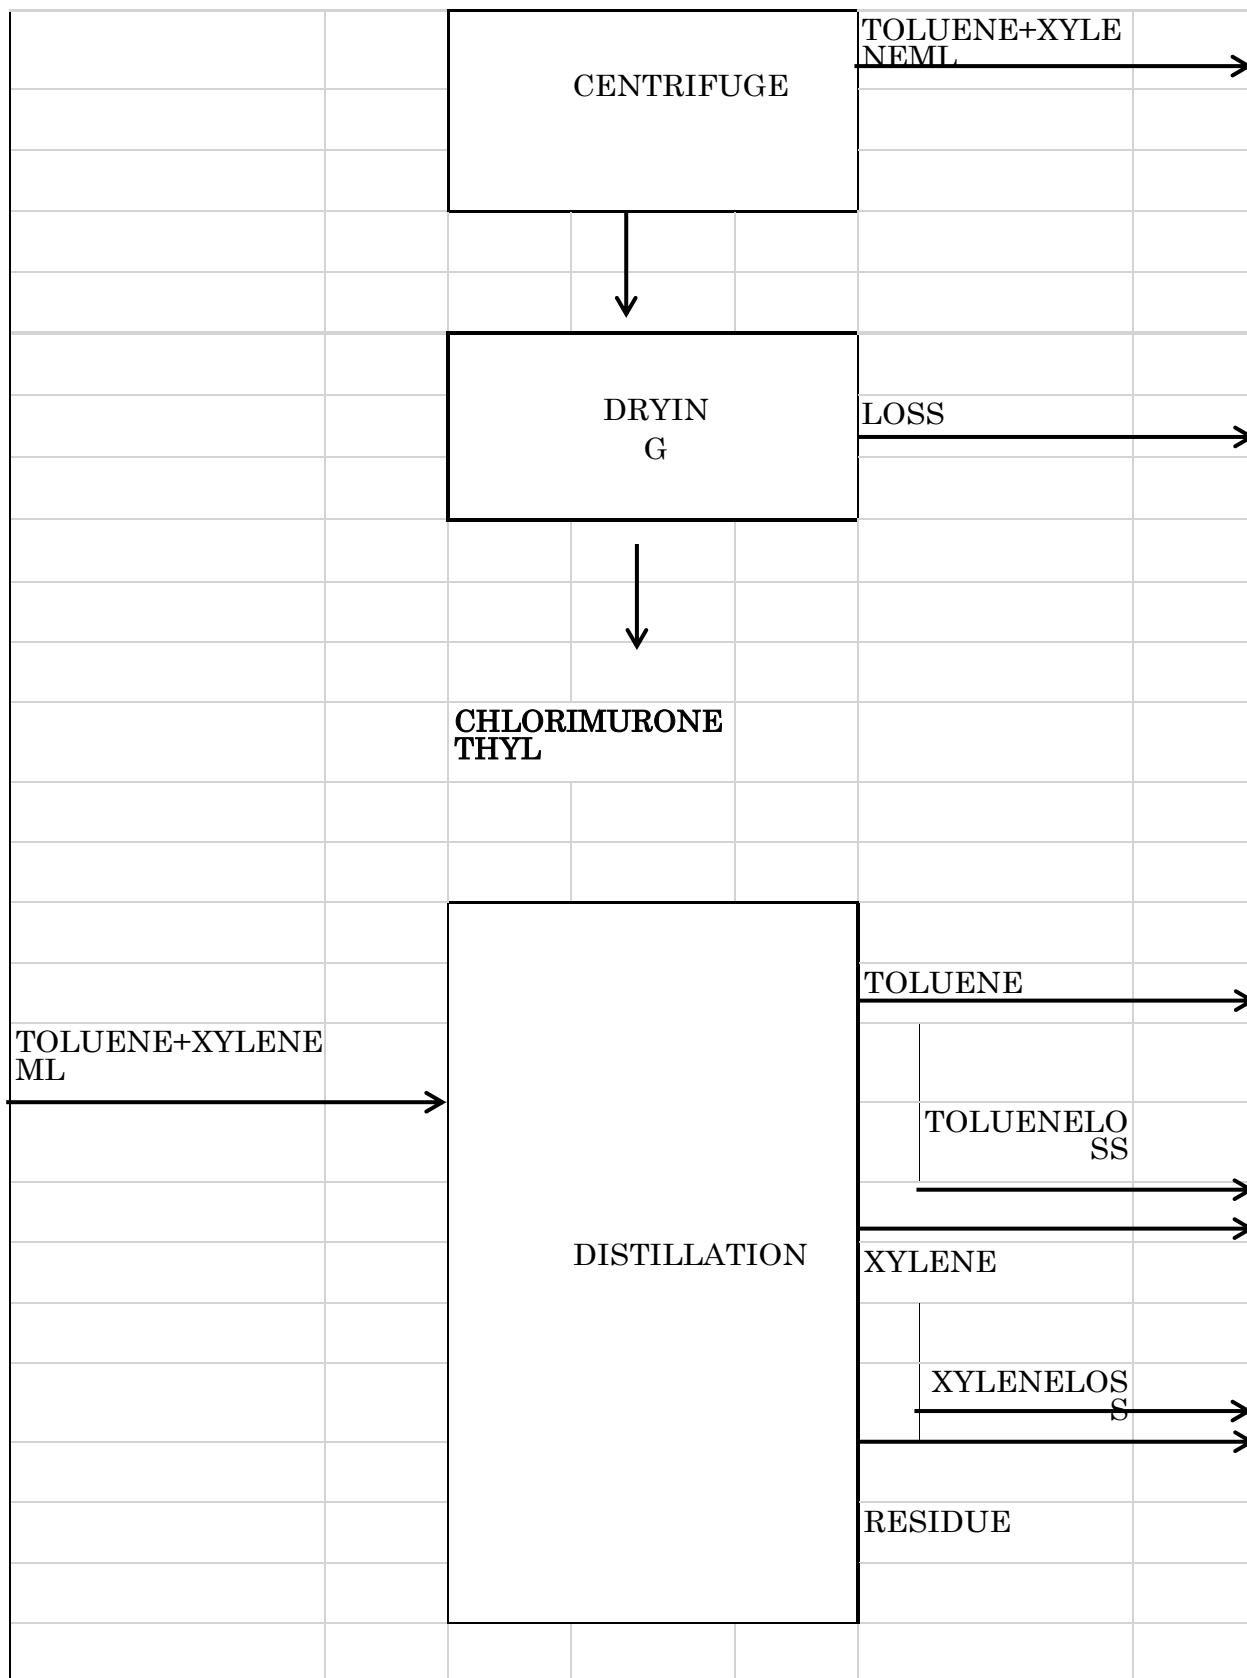 TOLUENE+XYLE
NEML
CENTRIFUGE
DRYIN
G
LOSS
CHLORIMURONE
THYL
TOLUENE
TOLUENE+XYLENE
ML
TOLUENELO
SS
DISTILLATION
XYLENE
XYLENELOS
S
RESIDUE